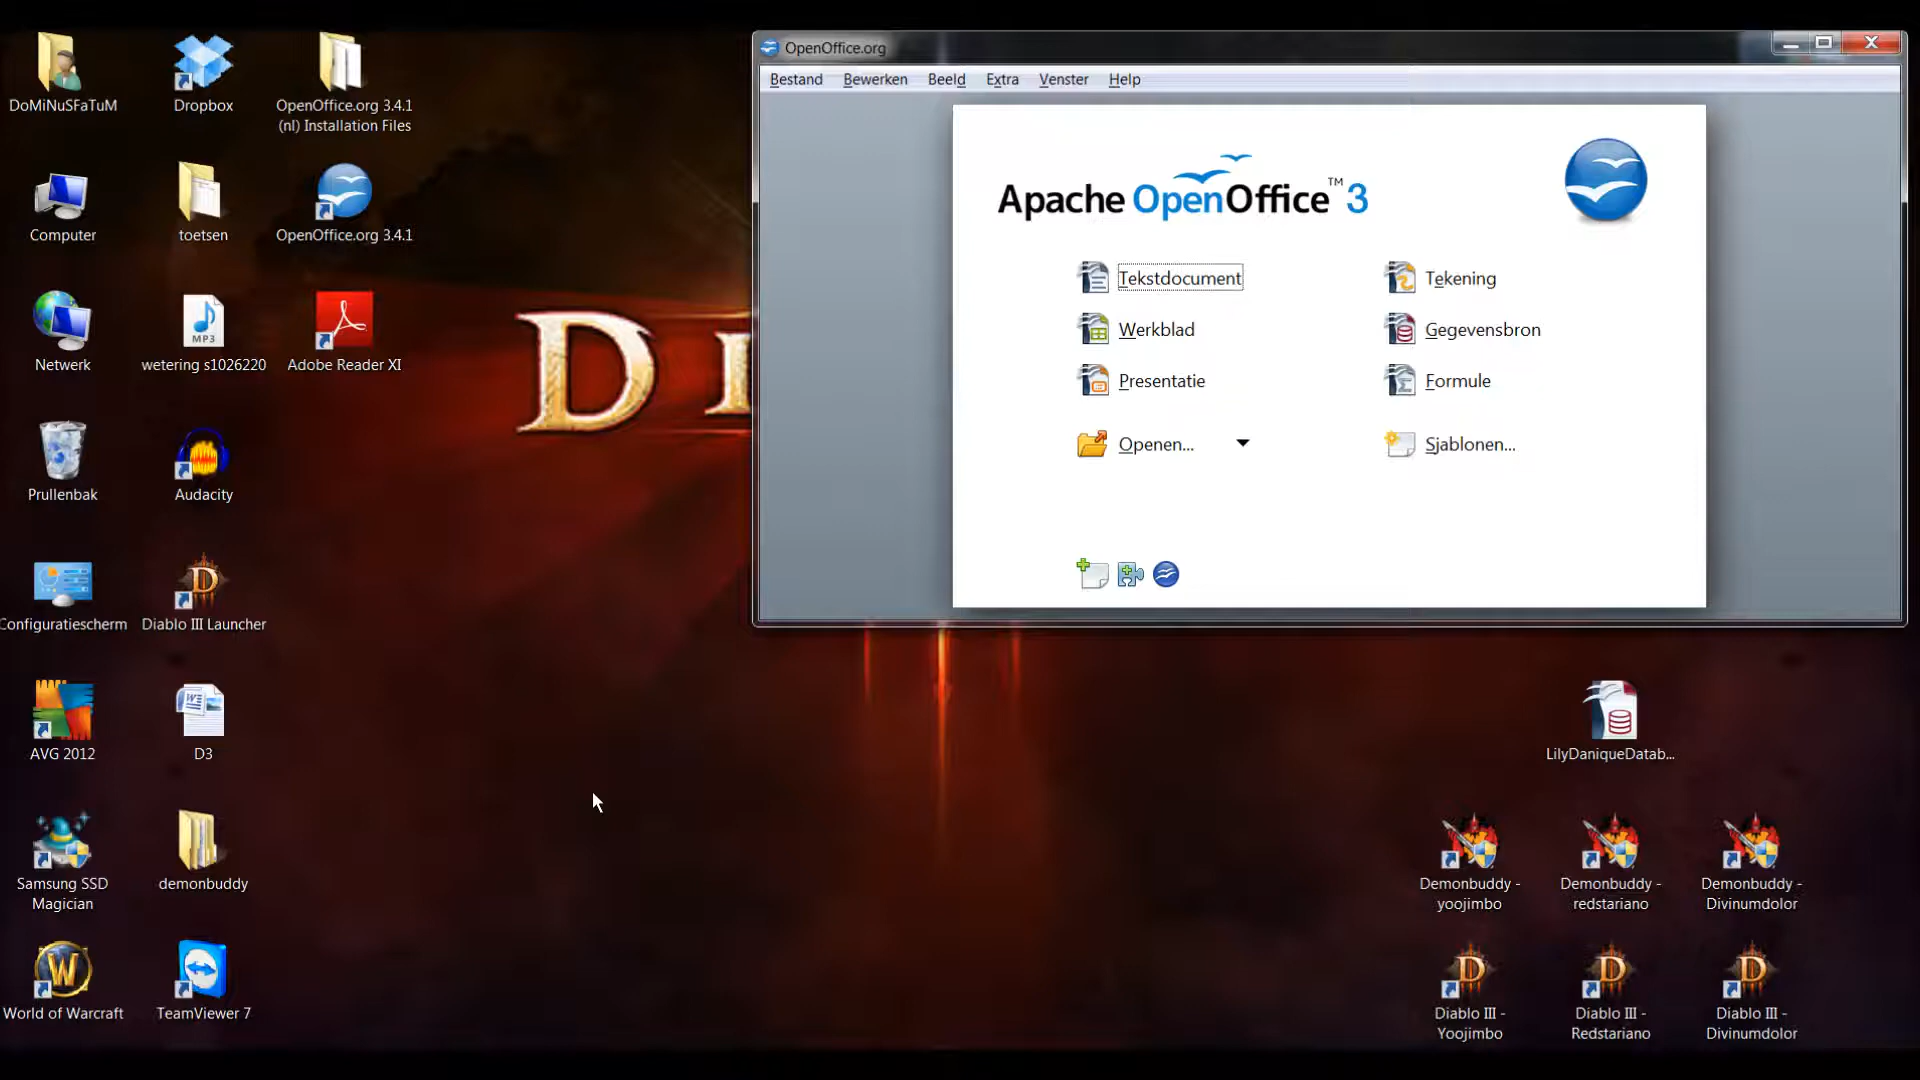 DoMiNuSFaTuM
Dropbox
OpenOffice.org 3.4.1
(nl) Installation Files
Computer
toetsen
OpenOffice.org 3.4.1
Netwerk
MP3
wetering s1026220
Adobe Reader XI
Prullenbak
Audacity
Configuratiescherm
Diablo III Launcher
AVG 2012
D3
Samsung SSD
Magician
demonbuddy
World of Warcraft
TeamViewer 7
D
OpenOffice.org
Bestand Bewerken Beeld Extra Venster Help
Apache OpenOffice™ 3
Tekstdocument
Tekening
Werkblad
Gegevensbron
Presentatie
Formule
Openen...
Sjablonen...
LilyDaniqueDatab...
Demonbuddy -
yoojimbo
Demonbuddy -
redstariano
Demonbuddy -
Divinumdolor
Diablo III -
Yoojimbo
Diablo III -
Redstariano
Diablo III -
Divinumdolor